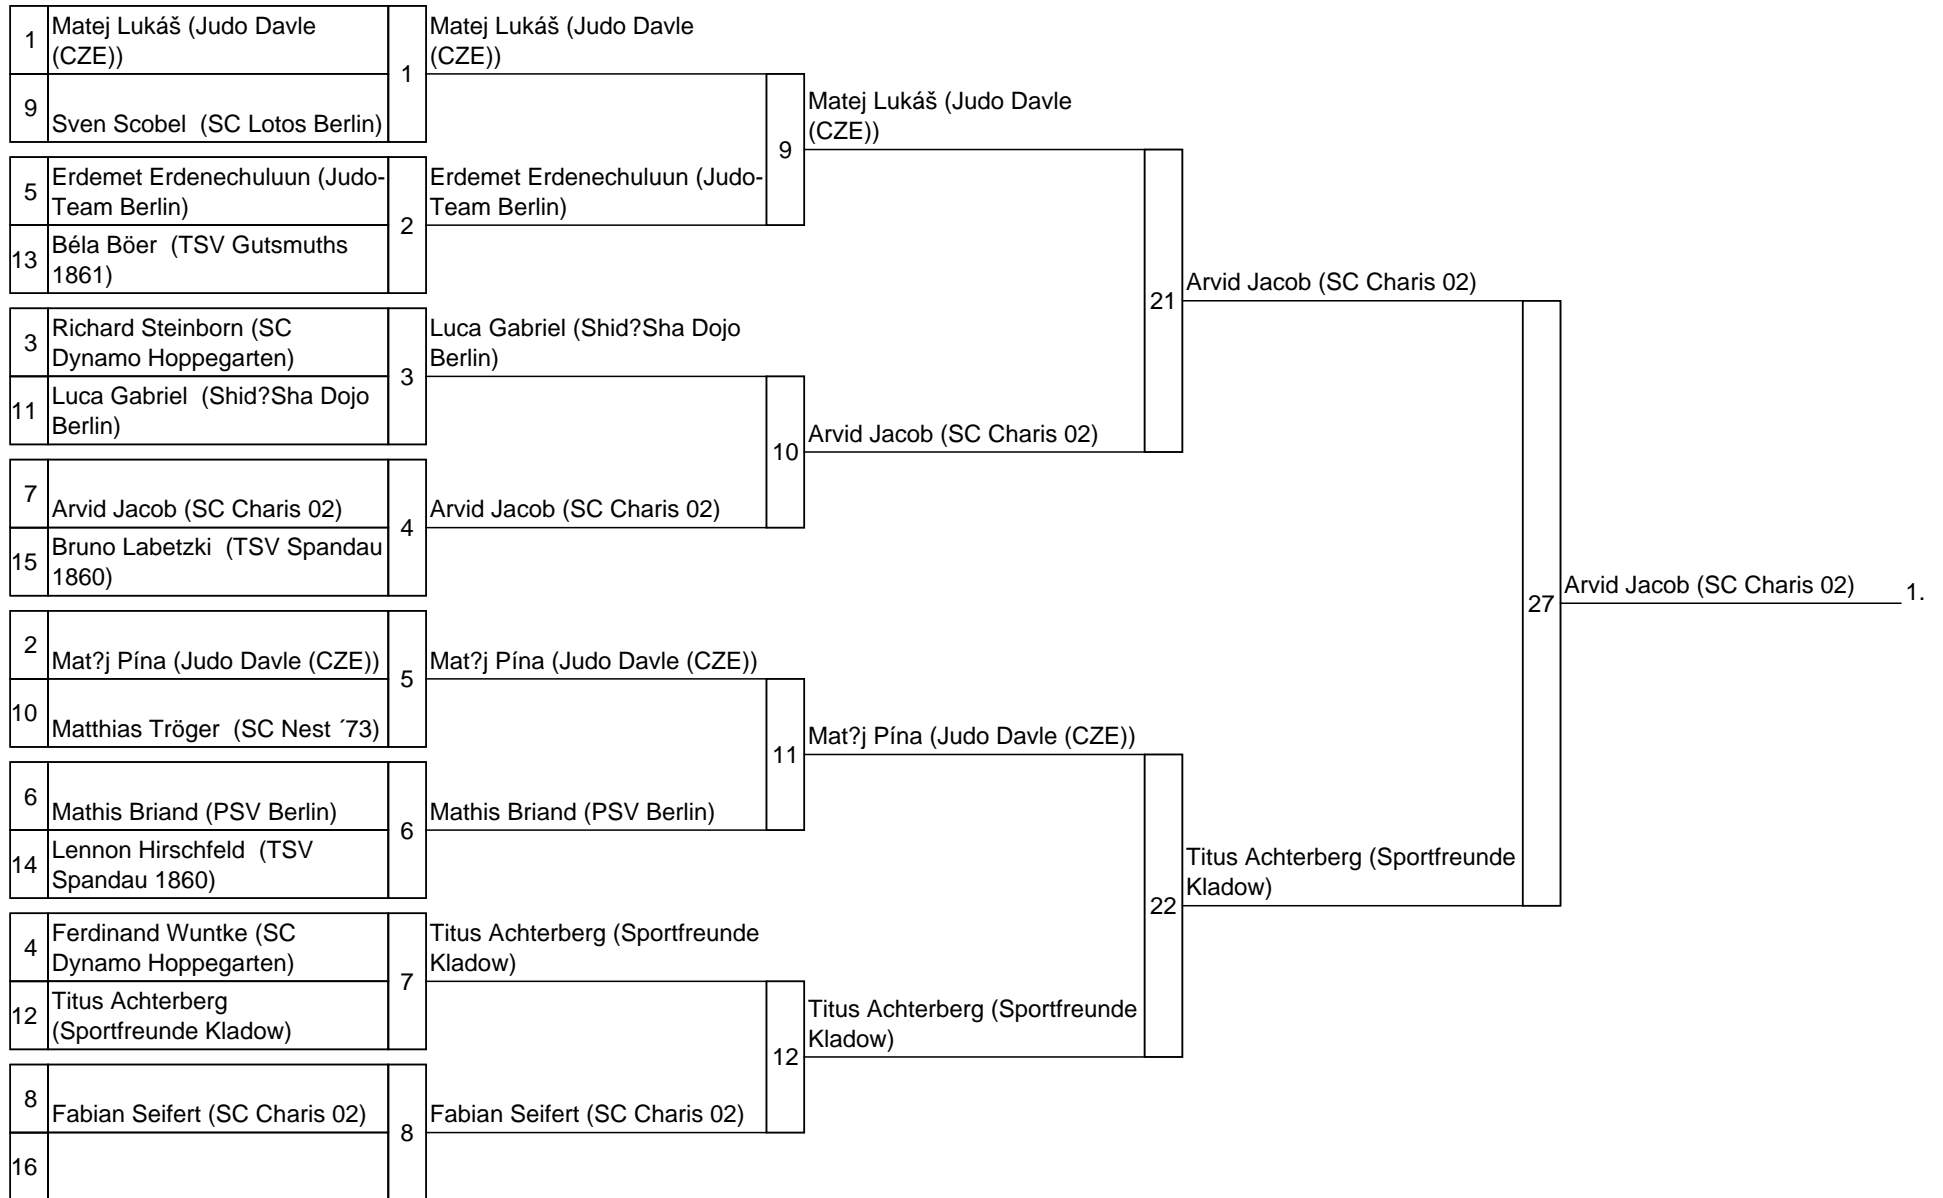 1
Matej Lukáš (Judo Davle
(CZE))
9
Sven Scobel  (SC Lotos Berlin)
1
5
Erdemet Erdenechuluun (Judo-
Team Berlin)
13
Béla Böer  (TSV Gutsmuths
1861)
2
3
Richard Steinborn (SC
Dynamo Hoppegarten)
11
Luca Gabriel  (Shid?Sha Dojo
Berlin)
3
7
Arvid Jacob (SC Charis 02)
15
Bruno Labetzki  (TSV Spandau
1860)
4
2
Mat?j Pína (Judo Davle (CZE))
10
Matthias Tröger  (SC Nest ´73)
5
6
Mathis Briand (PSV Berlin)
14
Lennon Hirschfeld  (TSV
Spandau 1860)
6
4
Ferdinand Wuntke (SC
Dynamo Hoppegarten)
12
Titus Achterberg
(Sportfreunde Kladow)
7
8
Fabian Seifert (SC Charis 02)
16
8
Matej Lukáš (Judo Davle
(CZE))
Erdemet Erdenechuluun (Judo-
Team Berlin)
9
Luca Gabriel (Shid?Sha Dojo
Berlin)
Arvid Jacob (SC Charis 02)
10
Mat?j Pína (Judo Davle (CZE))
Mathis Briand (PSV Berlin)
11
Titus Achterberg (Sportfreunde
Kladow)
Fabian Seifert (SC Charis 02)
12
Matej Lukáš (Judo Davle
(CZE))
Arvid Jacob (SC Charis 02)
21
Mat?j Pína (Judo Davle (CZE))
Titus Achterberg (Sportfreunde
Kladow)
22
Arvid Jacob (SC Charis 02)
Titus Achterberg (Sportfreunde
Kladow)
27
Arvid Jacob (SC Charis 02)
1.